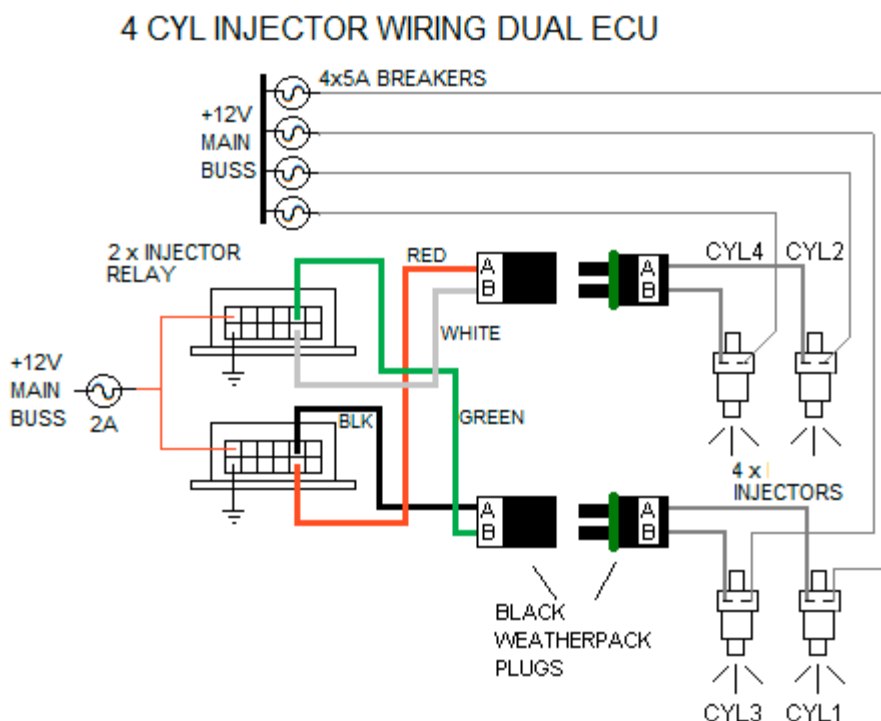 4 CYL INJECTOR WIRING DUAL ECU
4x5A BREAKERS
+12V
MAIN
BUSS
2 x INJECTOR
RELAY
RED
A
B
A
B
CYL4
CYL2
WHITE
+12V
MAIN
BUSS
2A
BLK
GREEN
A
B
A
B
4 x
INJECTORS
BLACK
WEATHERPACK
PLUGS
CYL3
CYL1